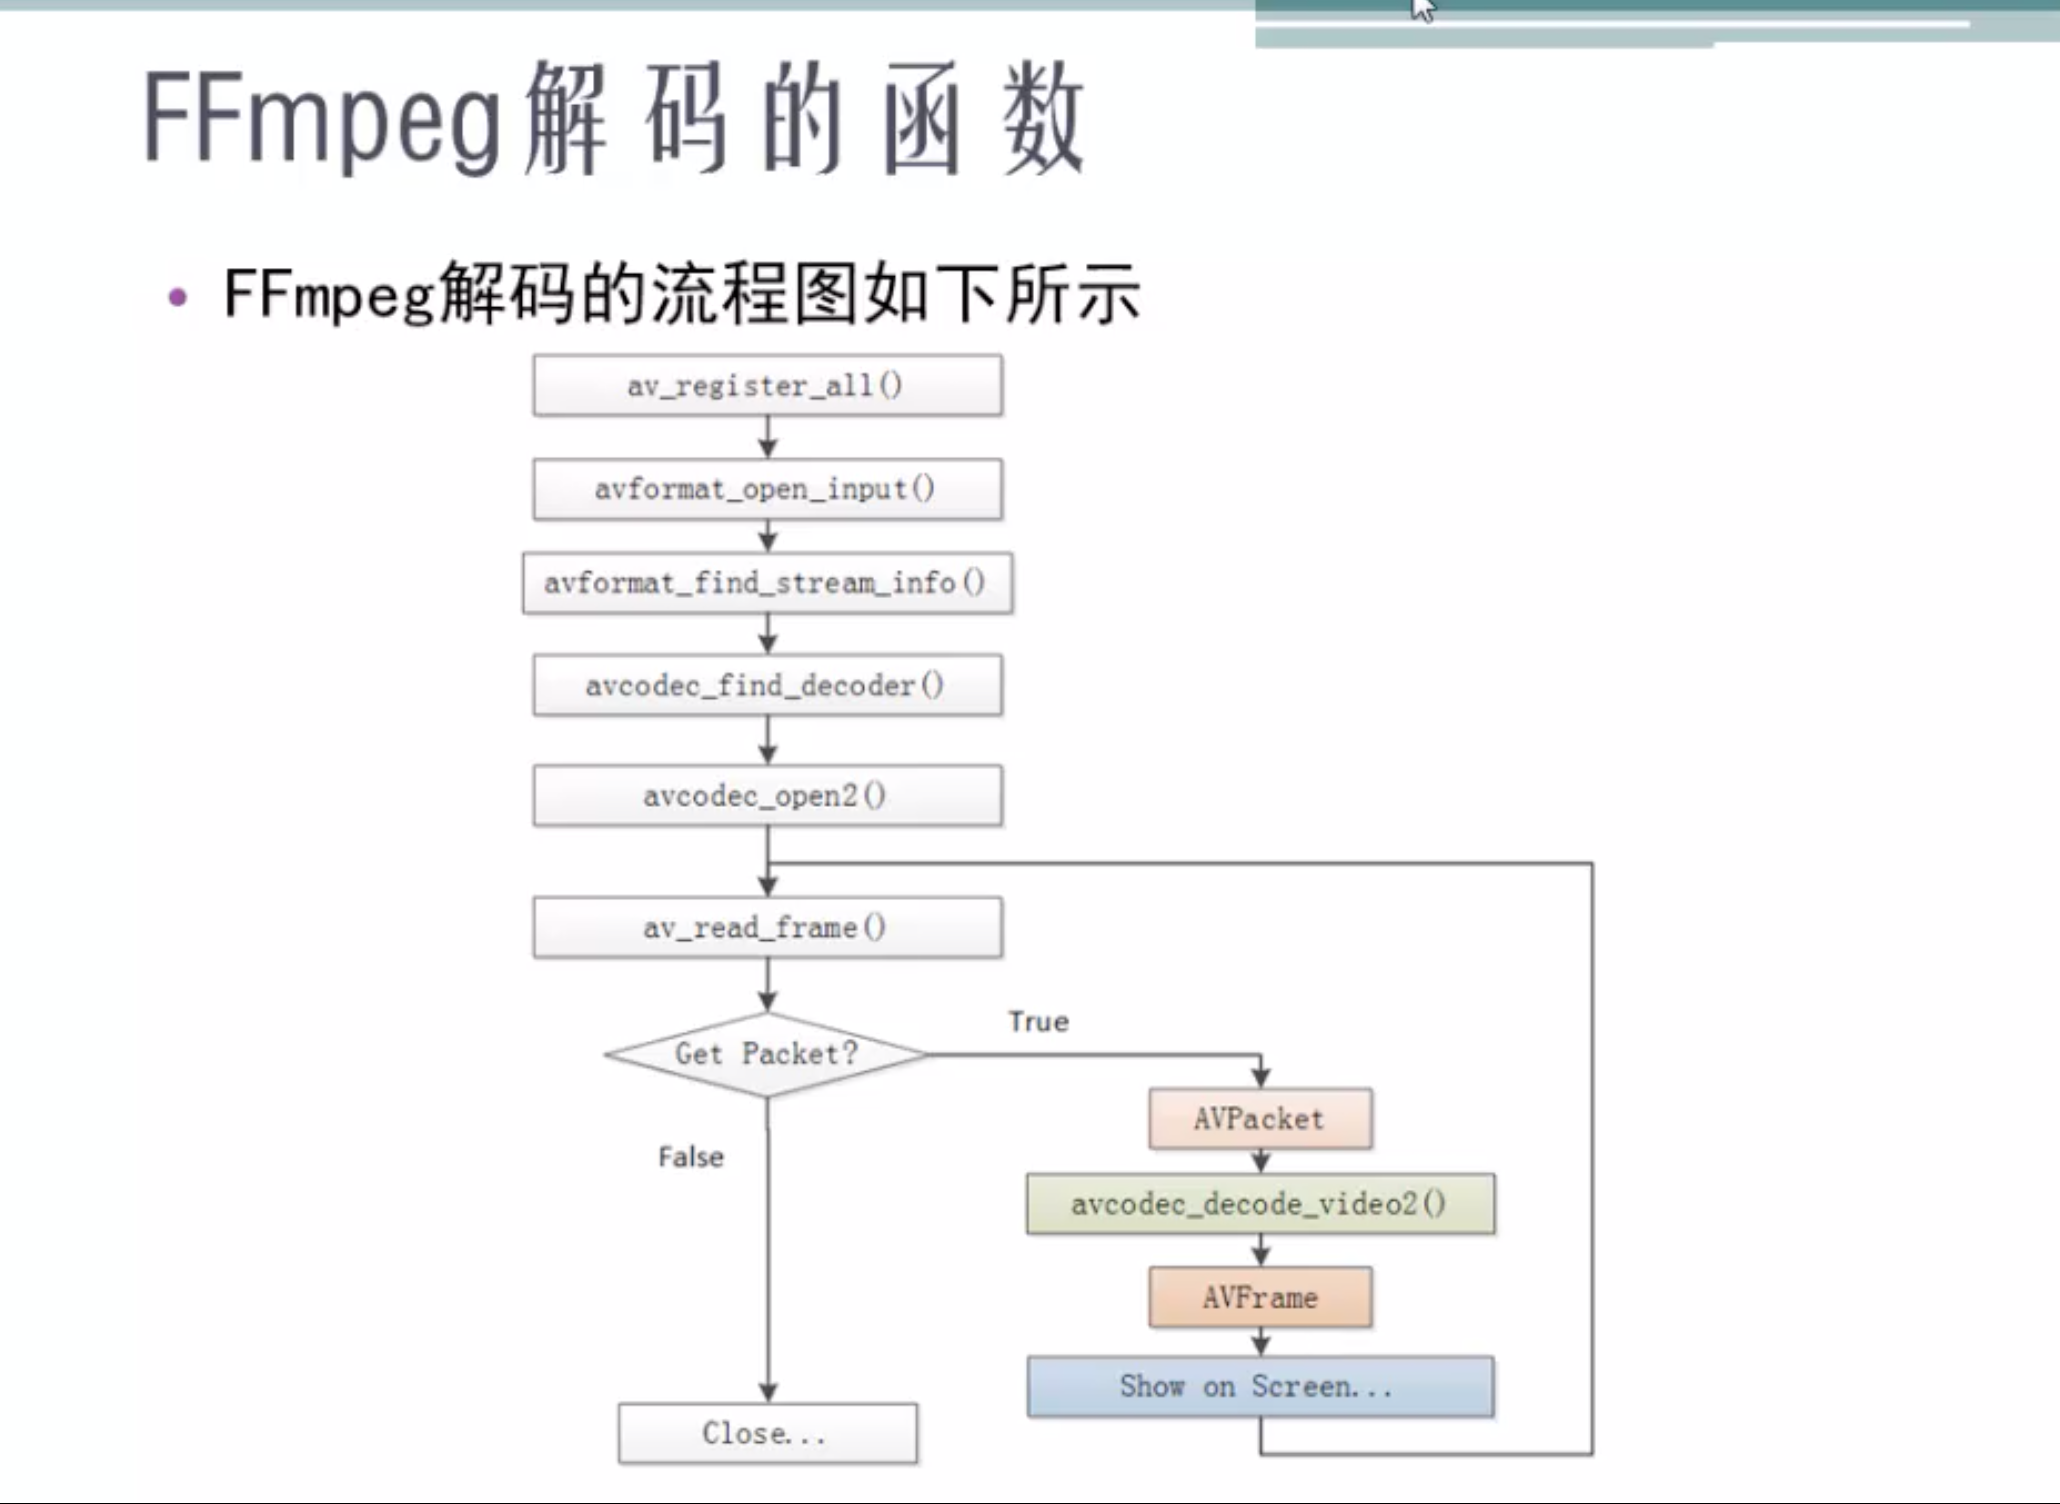 FFmpeg解码的函数
• FFmpeg解码的流程图如下所示
av_register_all()
avformat_open_input()
avformat_find_stream_info()
avcodec_find_decoder()
avcodec_open2()
av_read_frame()
Get Packet?
True
False
AVPacket
avcodec_decode_video2()
AVFrame
Show on Screen...
Close...